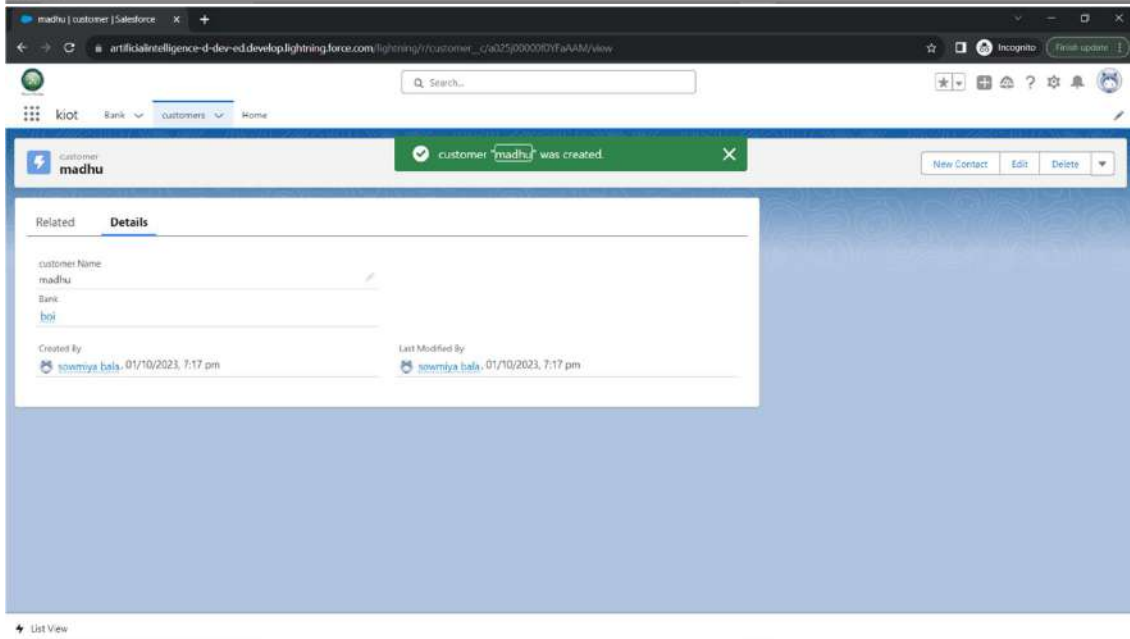 madhu | customer | Salesforce
artificialintelligence-d-dev-ed.develop.lightning.force.com/lightning/r/customer__c/a025j00000f0YFaAAM/view
Incognito
Finish update
Search...
kiot
Bank
customers
Home
customer "madhu" was created.
customer
madhu
New Contact
Edit
Delete
Related
Details
customer Name
madhu
Bank
boi
Created By
Last Modified By
sowmiya bala, 01/10/2023, 7:17 pm
sowmiya bala, 01/10/2023, 7:17 pm
List View